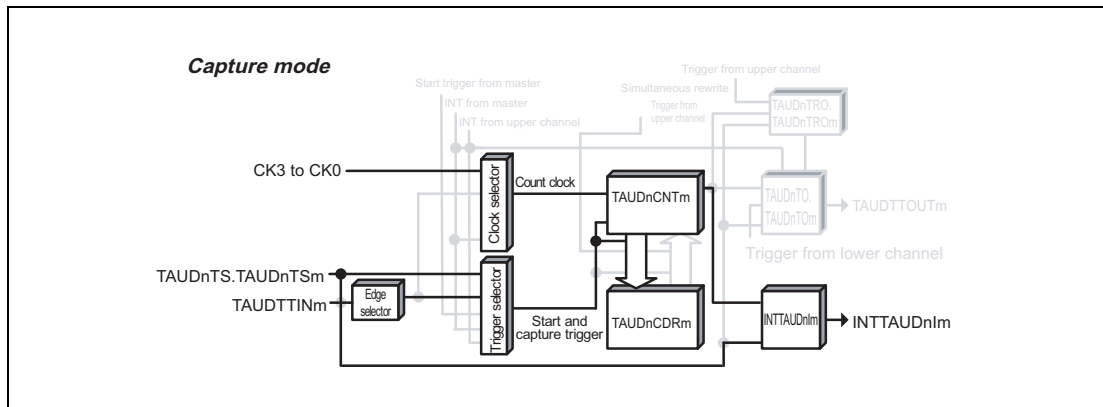 Capture mode
Trigger from upper channel
Start trigger from master
Simultaneous rewrite
Trigger from
upper channel
INT from master
INT from upper channel
TAUDnTRO.
TAUDnTROm
CK3 to CK0
Clock selector
Count clock
TAUDnCNTm
TAUDnTO.
TAUDnTOm
TAUDTTOUTm
Trigger from lower channel
TAUDnTS.TAUDnTSm
TAUDTTINm
Edge
selector
Trigger selector
Start and
capture trigger
TAUDnCDRm
INTTAUDnIm
INTTAUDnIm